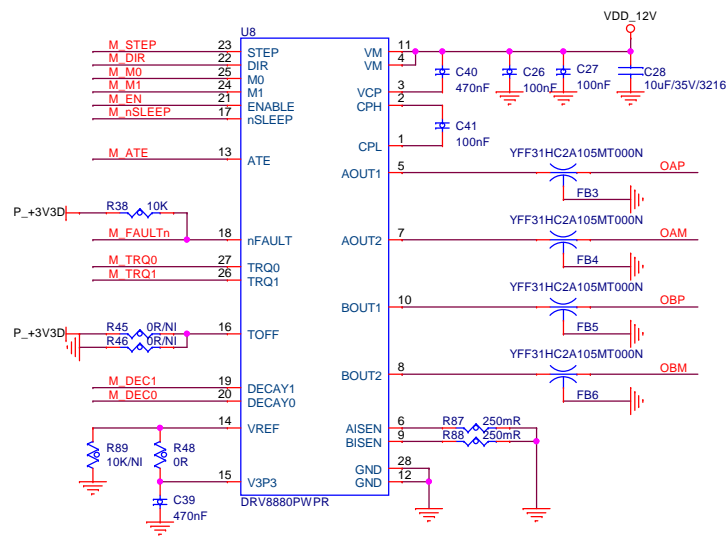 VDD_12V
U8
M_STEP 23 STEP VM 11
M_DIR 22 DIR VM 4
M_M0 25 M0
M_M1 24 M1 VCP 3
M_EN 21 ENABLE CPH 2
M_nSLEEP 17 nSLEEP
C40 470nF
C26 100nF
C27 100nF
C28 10uF/35V/3216
C41 100nF
CPL 1
M_ATE 13 ATE
AOUT1 5 YFF31HC2A105MT000N OAP
FB3
P_+3V3D R38 10K
M_FAULTn 18 nFAULT
AOUT2 7 YFF31HC2A105MT000N OAM
FB4
M_TRQ0 27 TRQ0
M_TRQ1 26 TRQ1
BOUT1 10 YFF31HC2A105MT000N OBP
FB5
P_+3V3D R45 0R/NI 16 TOFF
R46 0R/NI
BOUT2 8 YFF31HC2A105MT000N OBM
FB6
M_DEC1 19 DECAY1
M_DEC0 20 DECAY0
14 VREF
AISEN 6 R87 250mR
BISEN 9 R88 250mR
R89 10K/NI
R48 0R
GND 28
GND 12
15 V3P3
C39 470nF
DRV8880PWPR